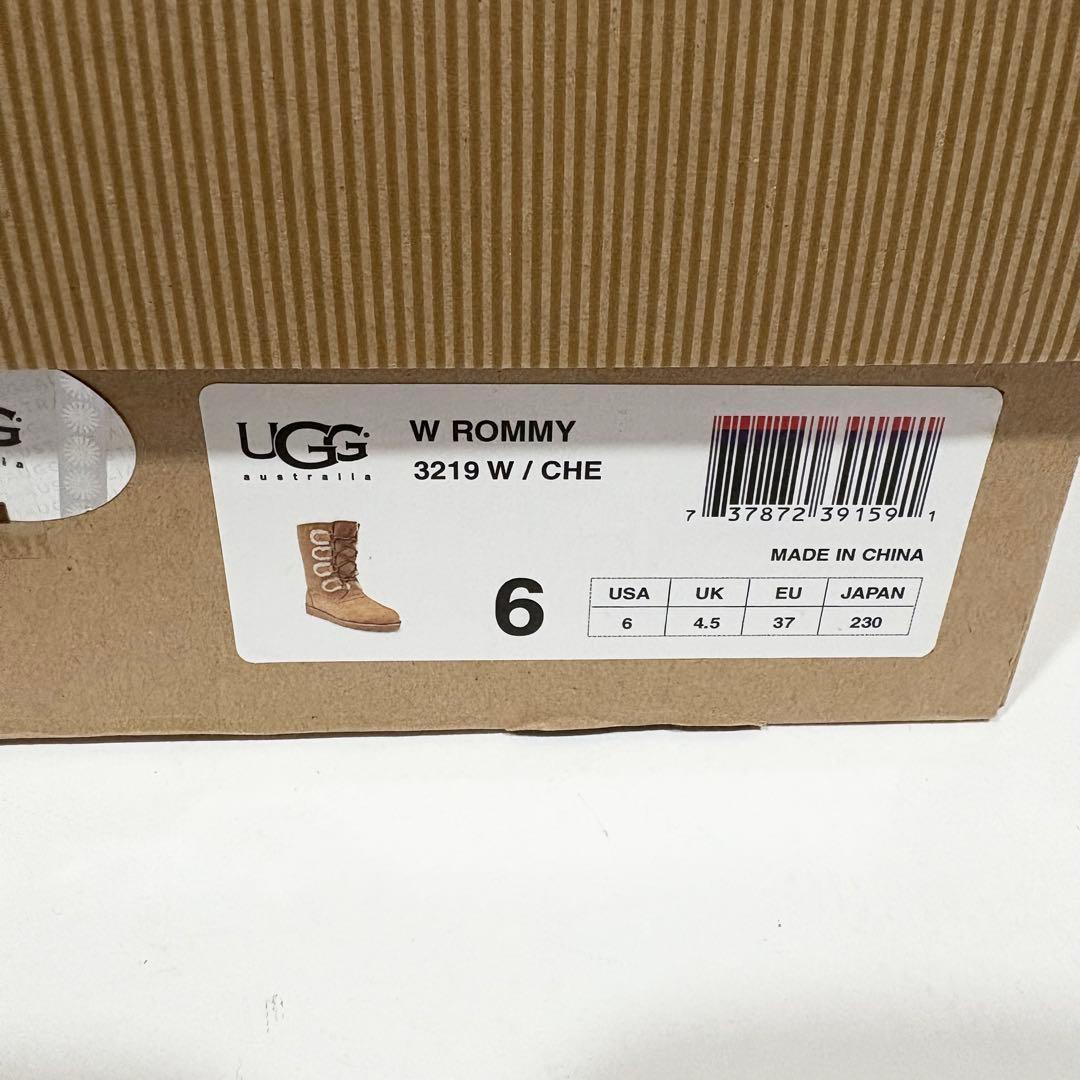 UGG
australia
W ROMMY
3219 W / CHE
7 37872 39159 1
MADE IN CHINA
6
USA UK EU JAPAN
6 4.5 37 230